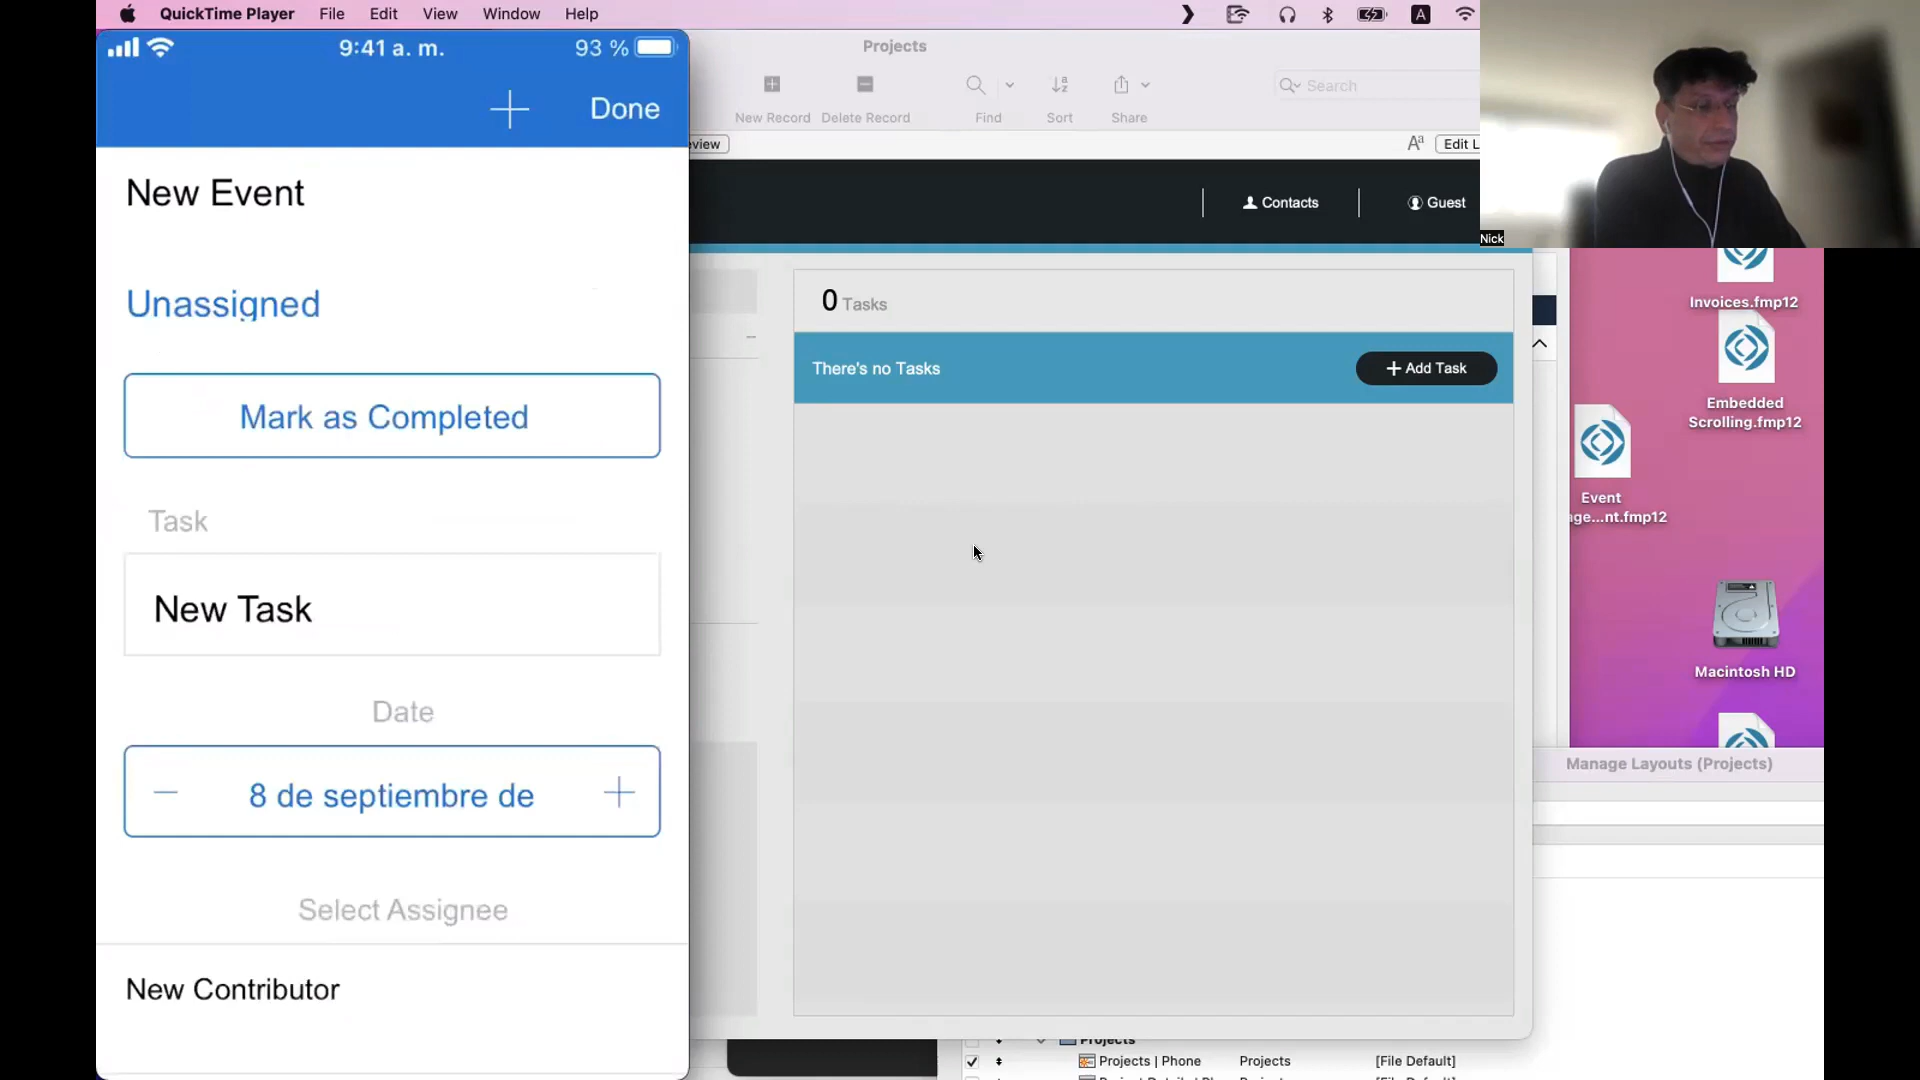 QuickTime Player File Edit View Window Help
A
9:41 a. m.
93 %
Done
New Event
Unassigned
Mark as Completed
Task
New Task
Date
8 de septiembre de
Select Assignee
New Contributor
Projects
New Record
Delete Record
Find
Sort
Share
Search
Edit L
Contacts
Guest
0 Tasks
There's no Tasks
Add Task
Nick
Invoices.fmp12
Embedded
Scrolling.fmp12
Event
age...nt.fmp12
Macintosh HD
Manage Layouts (Projects)
Projects
Projects | Phone Projects [File Default]